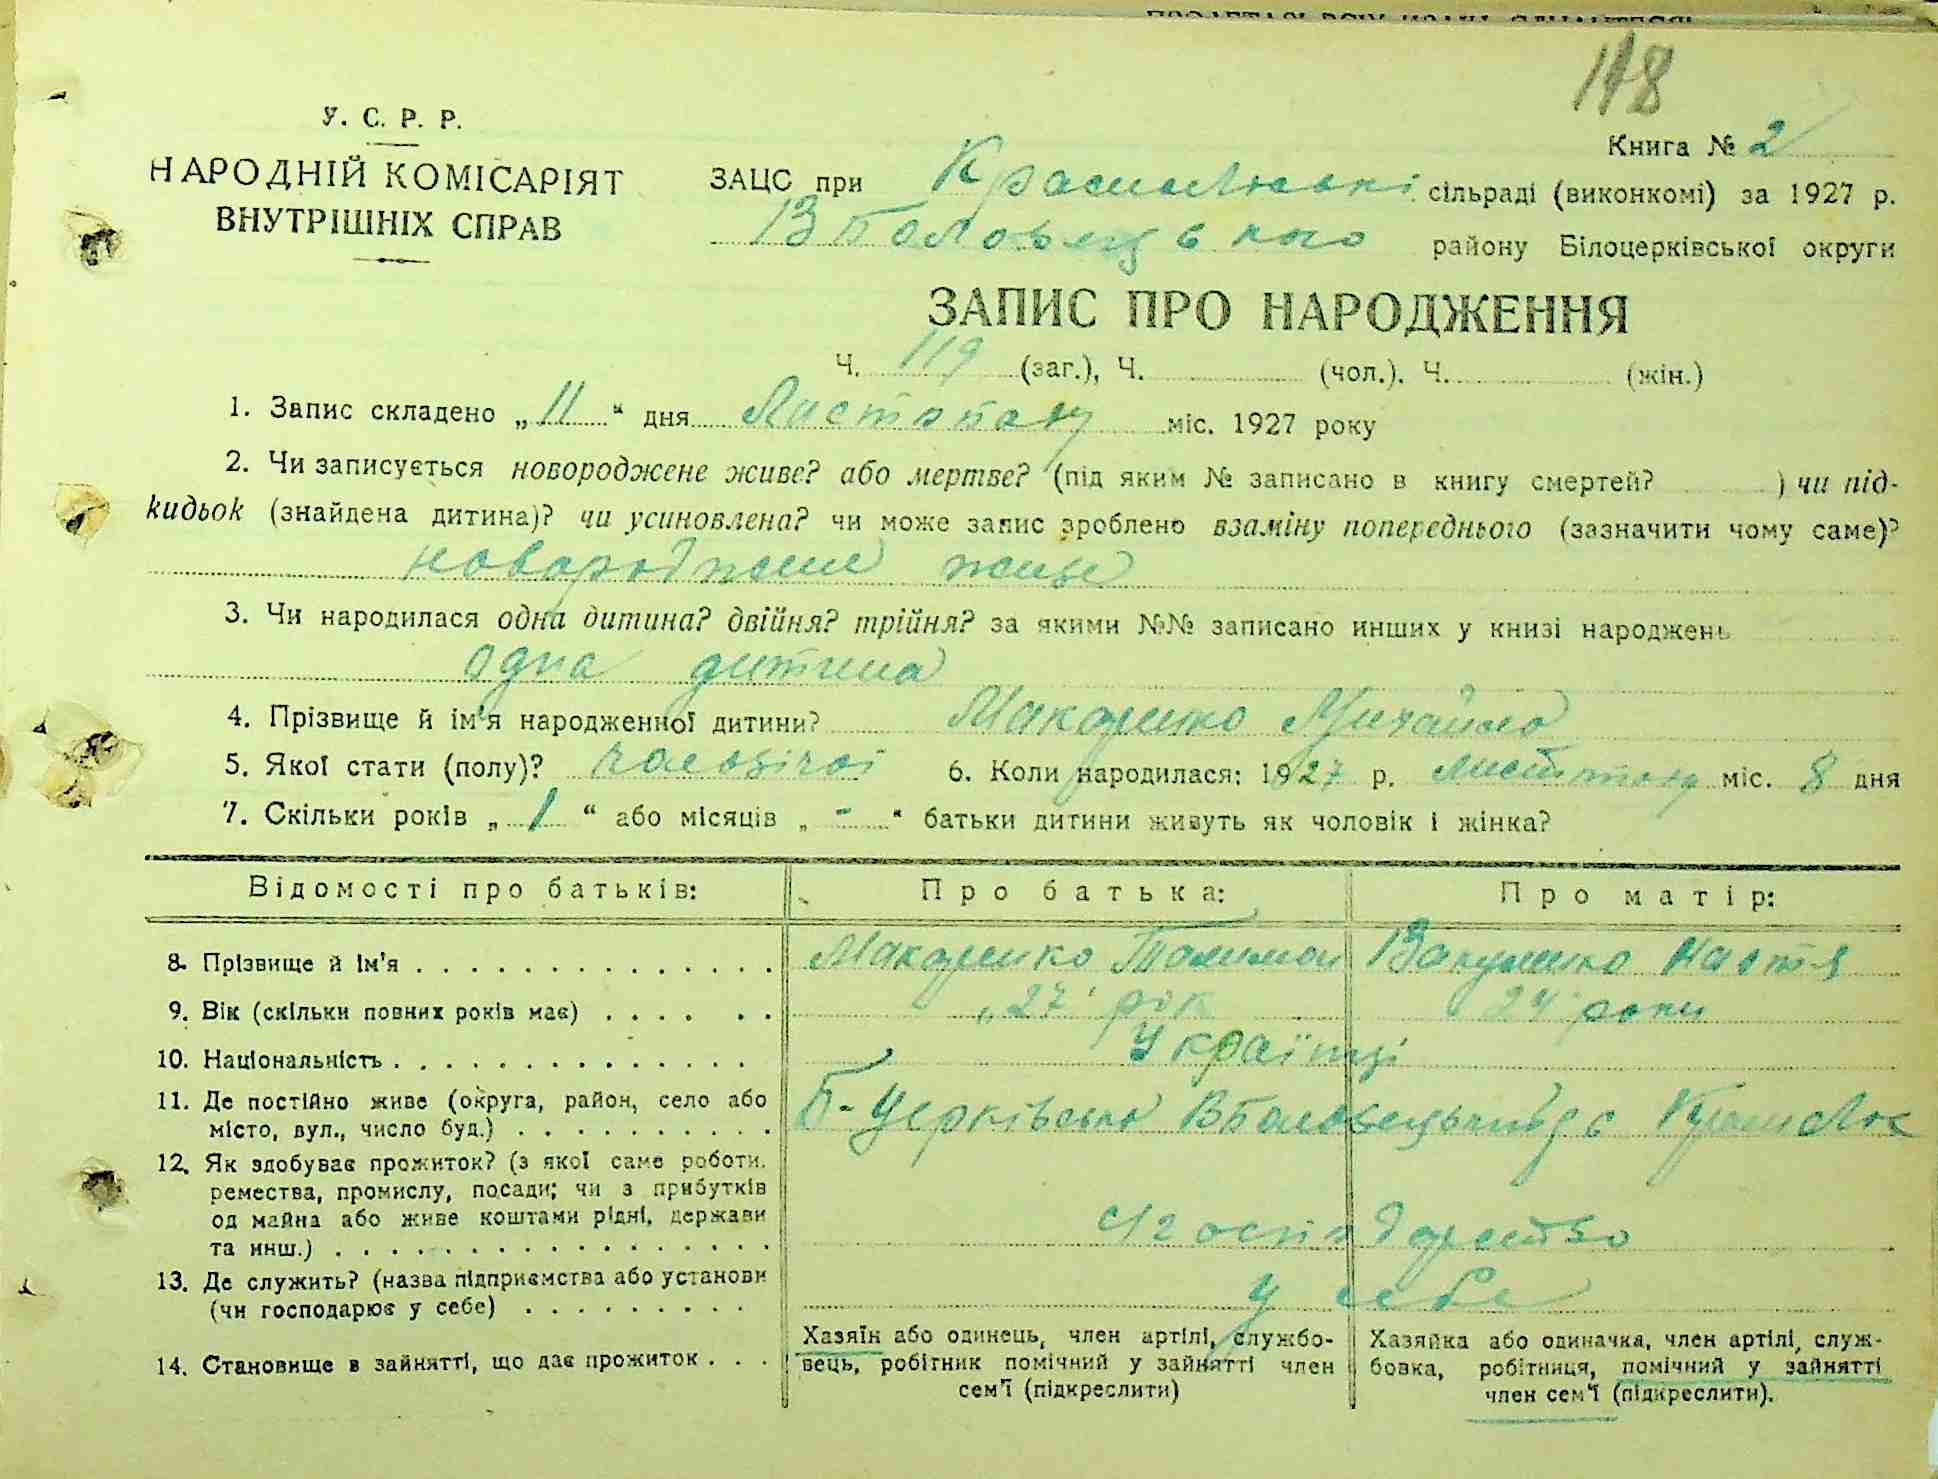 118
У. С. Р. Р.
НАРОДНІЙ КОМІСАРІЯТ
ВНУТРІШНІХ СПРАВ
Книга № 2
ЗАЦС при сільраді (виконкомі) за 1927 р.
району Білоцерківської округи
ЗАПИС ПРО НАРОДЖЕННЯ
Ч. 119 (заг.), Ч. (чол.). Ч. (жін.)
1. Запис складено „ 11 “ дня Листопаду міс. 1927 року
2. Чи записується новороджене живе? або мертве? (під яким № записано в книгу смертей? ) чи під-
кидьок (знайдена дитина)? чи усиновлена? чи може запис зроблено взаміну попереднього (зазначити чому саме)?
новороджене живе
3. Чи народилася одна дитина? двійня? трійня? за якими №№ записано инших у книзі народжень
одна дитина
4. Прізвище й ім'я народженної дитини? Макаренко Михайло
5. Якої стати (полу)? чоловічої 6. Коли народилася: 1927 р. листопаду міс. 8 дня
7. Скільки років „ 1 “ або місяців „ - “ батьки дитини живуть як чоловік і жінка?
Відомості про батьків: Про батька: Про матір:
8. Прізвище й ім'я Макаренко Настя
9. Вік (скільки повних років має) 27 рік 24 роки
10. Національність Українці
11. Де постійно живе (округа, район, село або
місто, вул., число буд.) Б-Церківська с
12. Як здобуває прожиток? (з якої саме роботи,
ремества, промислу, посади; чи з прибутків
од майна або живе коштами рідні, держави
та инш.) господарство
13. Де служить? (назва підприємства або установи
(чи господарює у себе) у себе
14. Становище в зайнятті, що дає прожиток
Хазяїн або одинець, член артілі, службо-
вець, робітник помічний у зайнятті член
сем'ї (підкреслити)
Хазяйка або одиначка, член артілі, служ-
бовка, робітниця, помічний у зайнятті
член сем'ї (підкреслити).